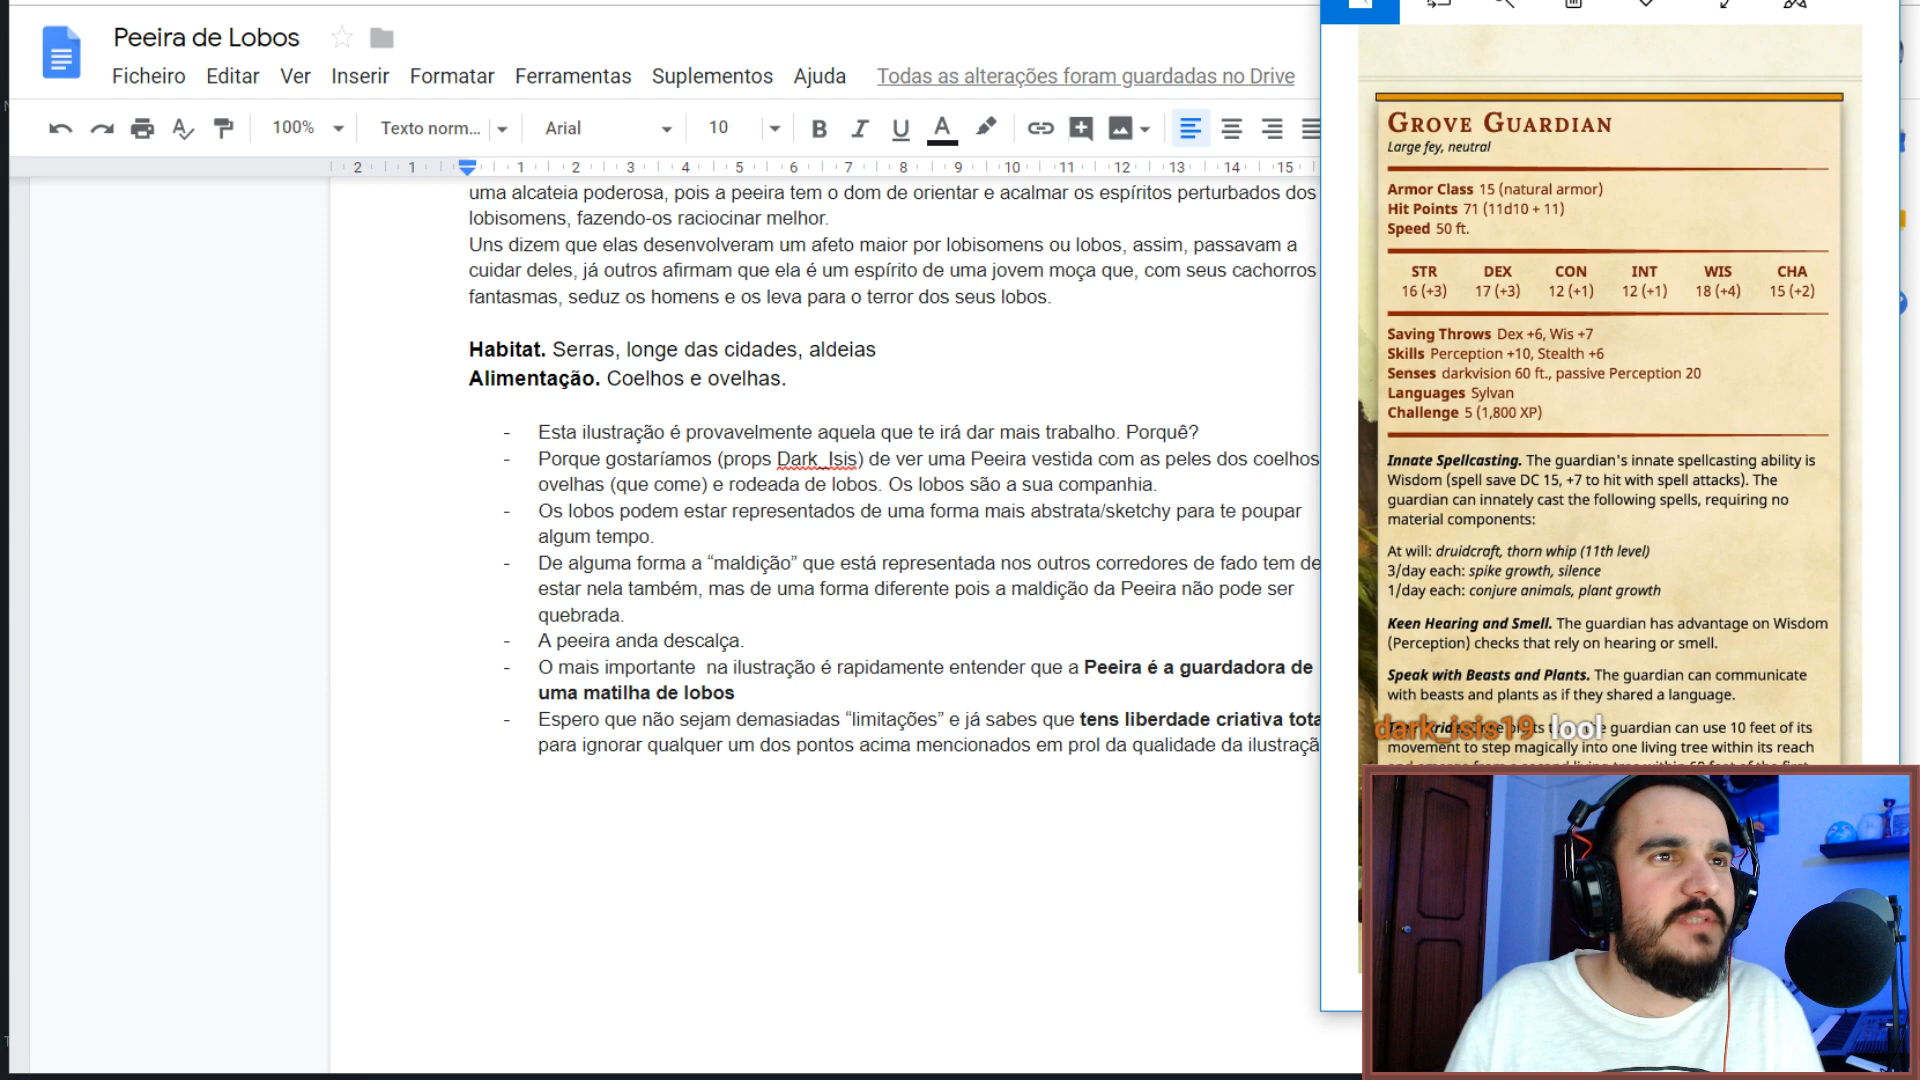 Peeira de Lobos
Ficheiro Editar Ver Inserir Formatar Ferramentas Suplementos Ajuda Todas as alterações foram guardadas no Drive
100% Texto norm... Arial 10
2 1 1 2 3 4 5 6 7 8 9 10 11 12 13 14 15
uma alcateia poderosa, pois a peeira tem o dom de orientar e acalmar os espíritos perturbados dos
lobisomens, fazendo-os raciocinar melhor.
Uns dizem que elas desenvolveram um afeto maior por lobisomens ou lobos, assim, passavam a
cuidar deles, já outros afirmam que ela é um espírito de uma jovem moça que, com seus cachorros
fantasmas, seduz os homens e os leva para o terror dos seus lobos.
Habitat. Serras, longe das cidades, aldeias
Alimentação. Coelhos e ovelhas.
- Esta ilustração é provavelmente aquela que te irá dar mais trabalho. Porquê?
- Porque gostaríamos (props Dark_Isis) de ver uma Peeira vestida com as peles dos coelhos
ovelhas (que come) e rodeada de lobos. Os lobos são a sua companhia.
- Os lobos podem estar representados de uma forma mais abstrata/sketchy para te poupar
algum tempo.
- De alguma forma a “maldição” que está representada nos outros corredores de fado tem de
estar nela também, mas de uma forma diferente pois a maldição da Peeira não pode ser
quebrada.
- A peeira anda descalça.
- O mais importante na ilustração é rapidamente entender que a Peeira é a guardadora de
uma matilha de lobos
- Espero que não sejam demasiadas “limitações” e já sabes que tens liberdade criativa tota
para ignorar qualquer um dos pontos acima mencionados em prol da qualidade da ilustraçã
GROVE GUARDIAN
Large fey, neutral
Armor Class 15 (natural armor)
Hit Points 71 (11d10 + 11)
Speed 50 ft.
STR DEX CON INT WIS CHA
16 (+3) 17 (+3) 12 (+1) 12 (+1) 18 (+4) 15 (+2)
Saving Throws Dex +6, Wis +7
Skills Perception +10, Stealth +6
Senses darkvision 60 ft., passive Perception 20
Languages Sylvan
Challenge 5 (1,800 XP)
Innate Spellcasting. The guardian's innate spellcasting ability is
Wisdom (spell save DC 15, +7 to hit with spell attacks). The
guardian can innately cast the following spells, requiring no
material components:
At will: druidcraft, thorn whip (11th level)
3/day each: spike growth, silence
1/day each: conjure animals, plant growth
Keen Hearing and Smell. The guardian has advantage on Wisdom
(Perception) checks that rely on hearing or smell.
Speak with Beasts and Plants. The guardian can communicate
with beasts and plants as if they shared a language.
dark_isis19 lool
guardian can use 10 feet of its
movement to step magically into one living tree within its reach